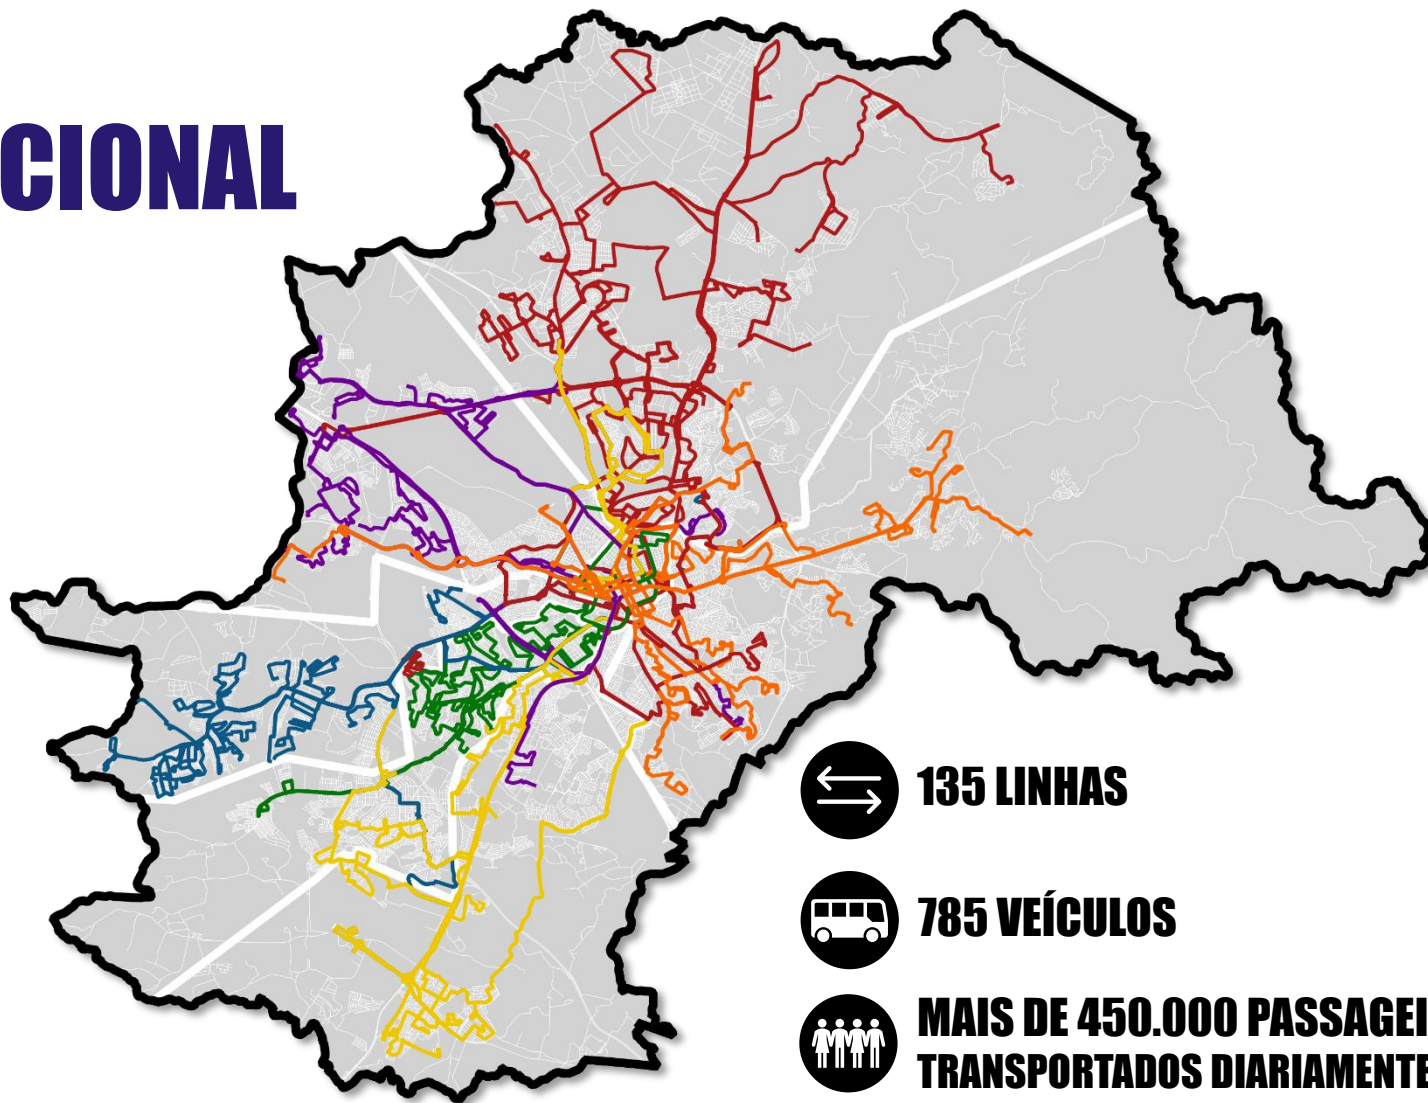 CIONAL
135 LINHAS
785 VEÍCULOS
MAIS DE 450.000 PASSAGEI
TRANSPORTADOS DIARIAMENTE